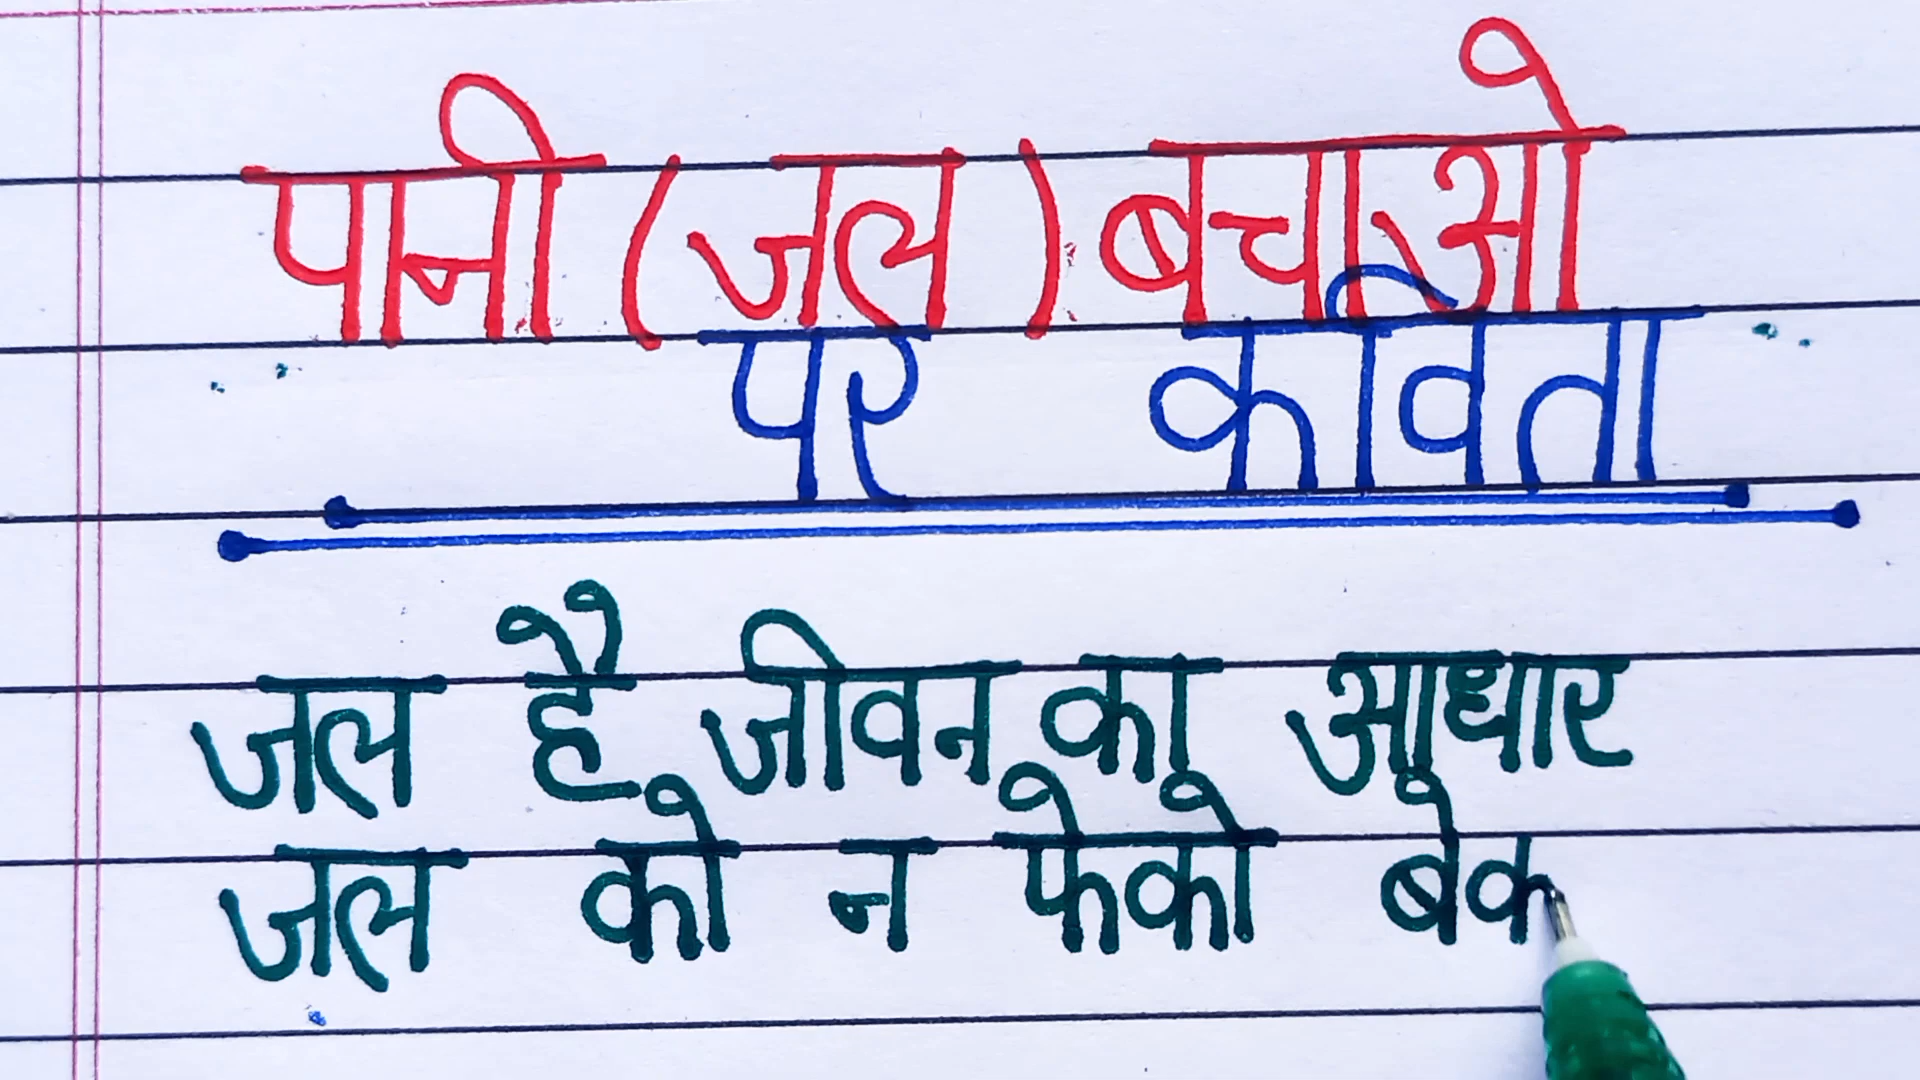 पानी (जल) बचाओ
पर कविता
जल है जीवन का आधार
जल को न फेको बेक